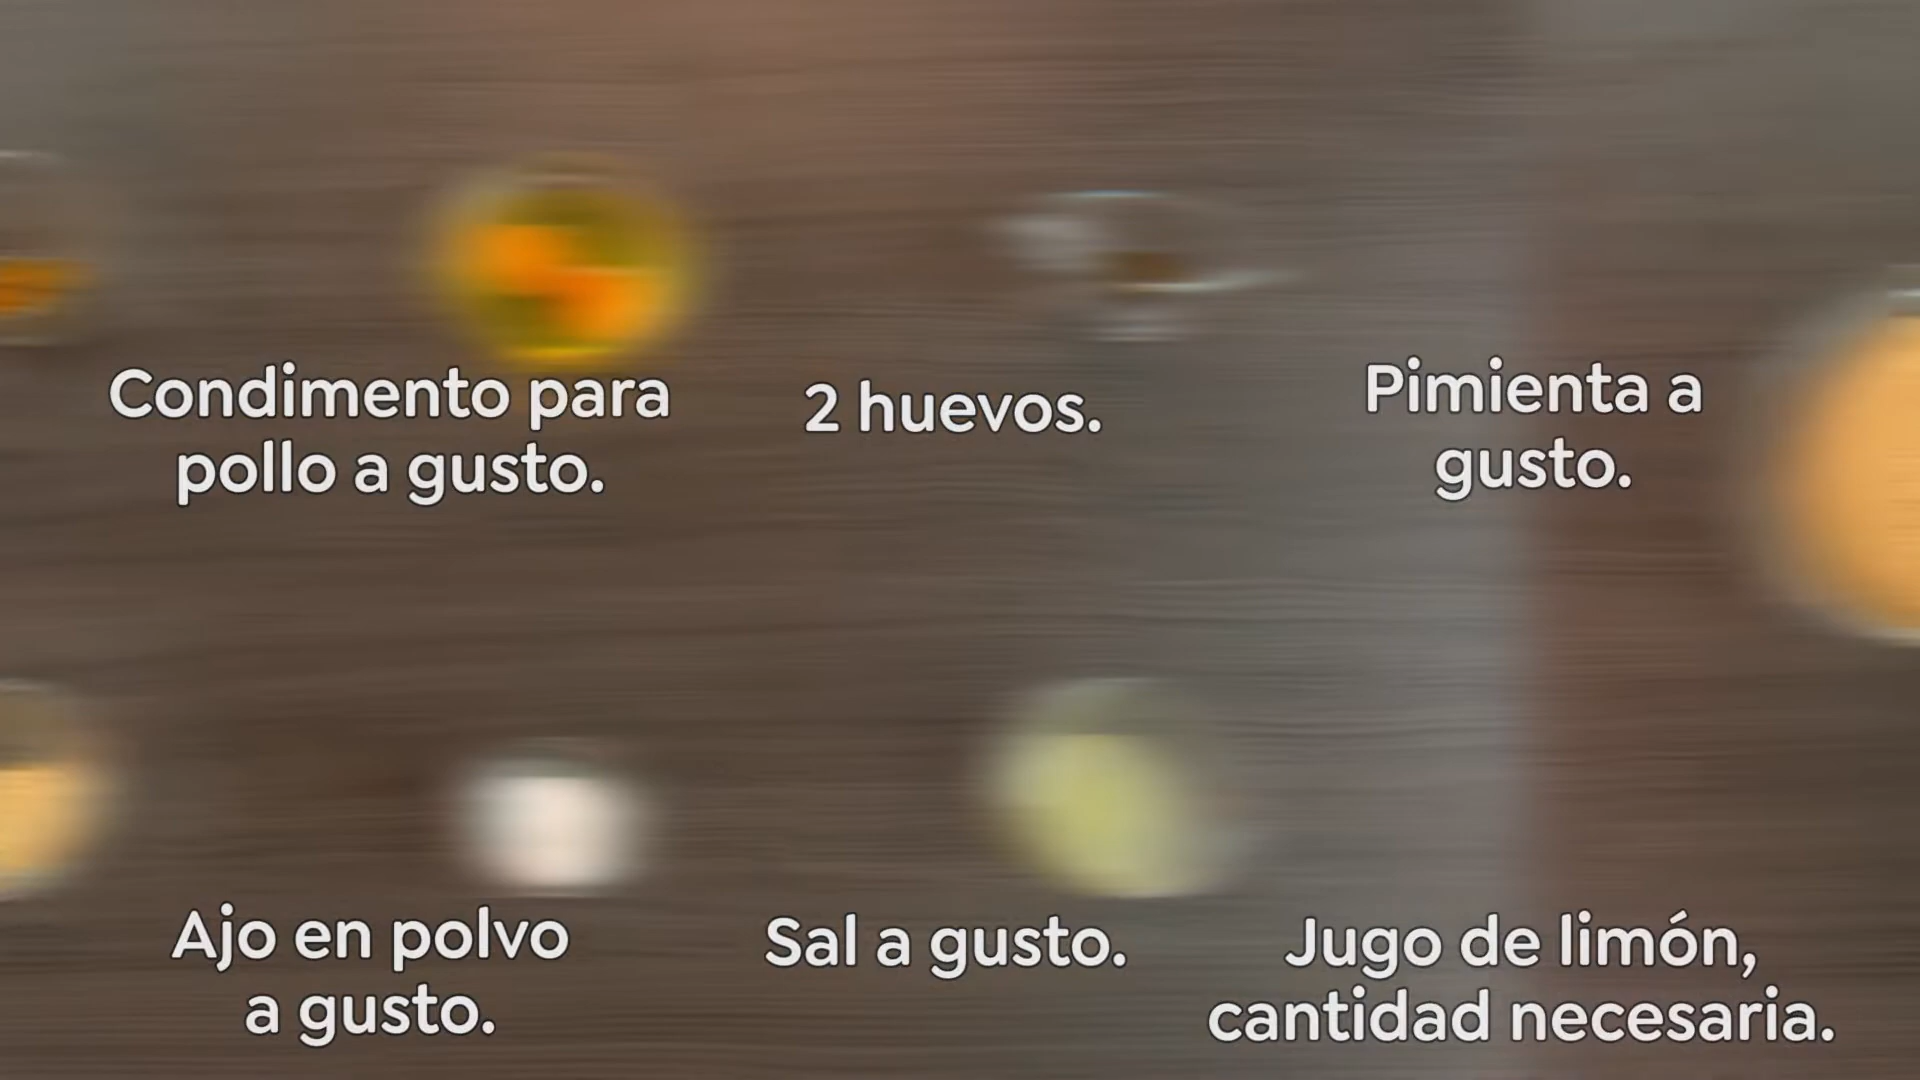 Condimento para
pollo a gusto.
2 huevos.
Pimienta a
gusto.
Ajo en polvo
a gusto.
Sal a gusto.
Jugo de limón,
cantidad necesaria.